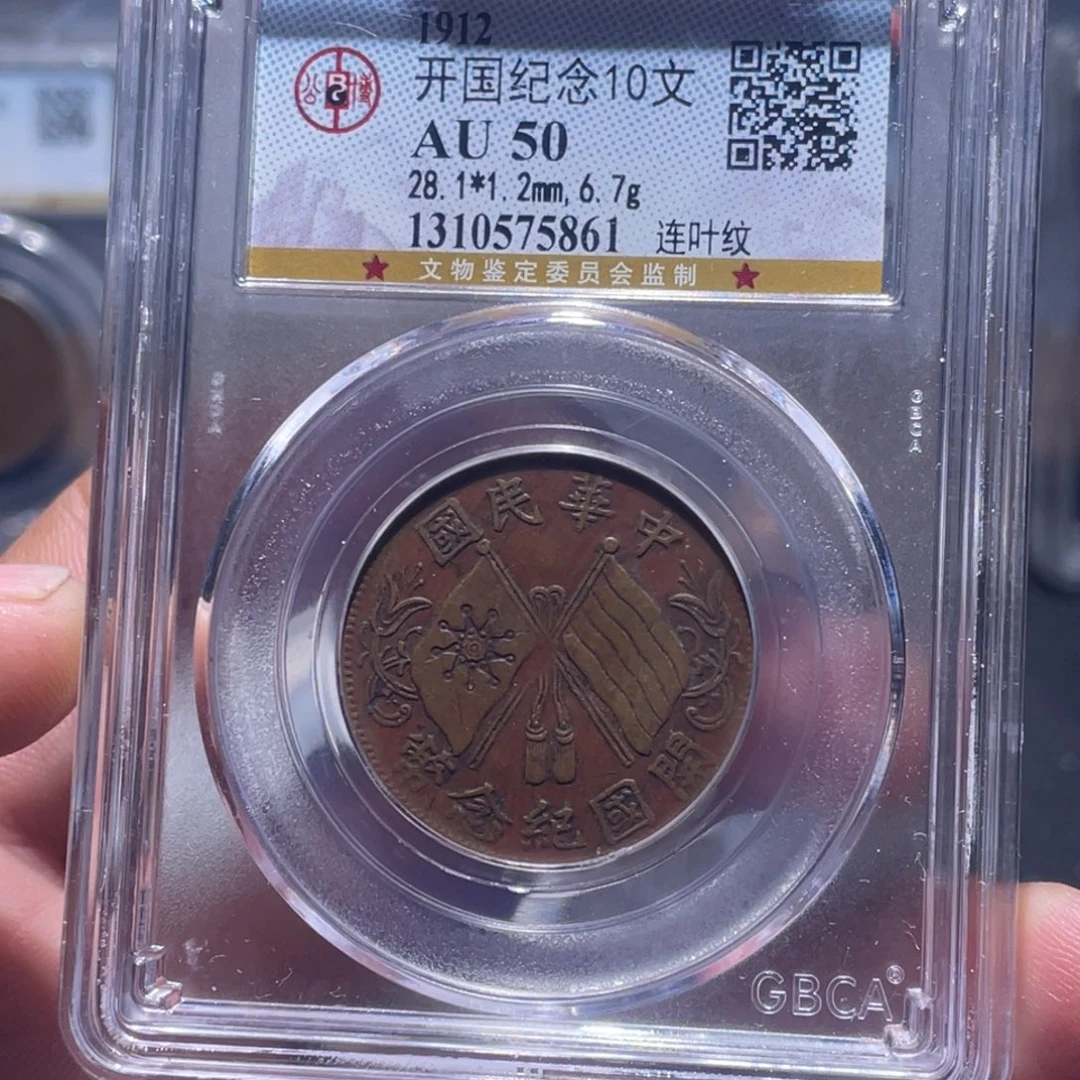 1912
开国纪念10文
公 博
AU 50
28.1*1.2mm, 6.7g
1310575861 连叶纹
文物鉴定委员会监制
GBCA
中華民國
開國紀念幣
GBCA®